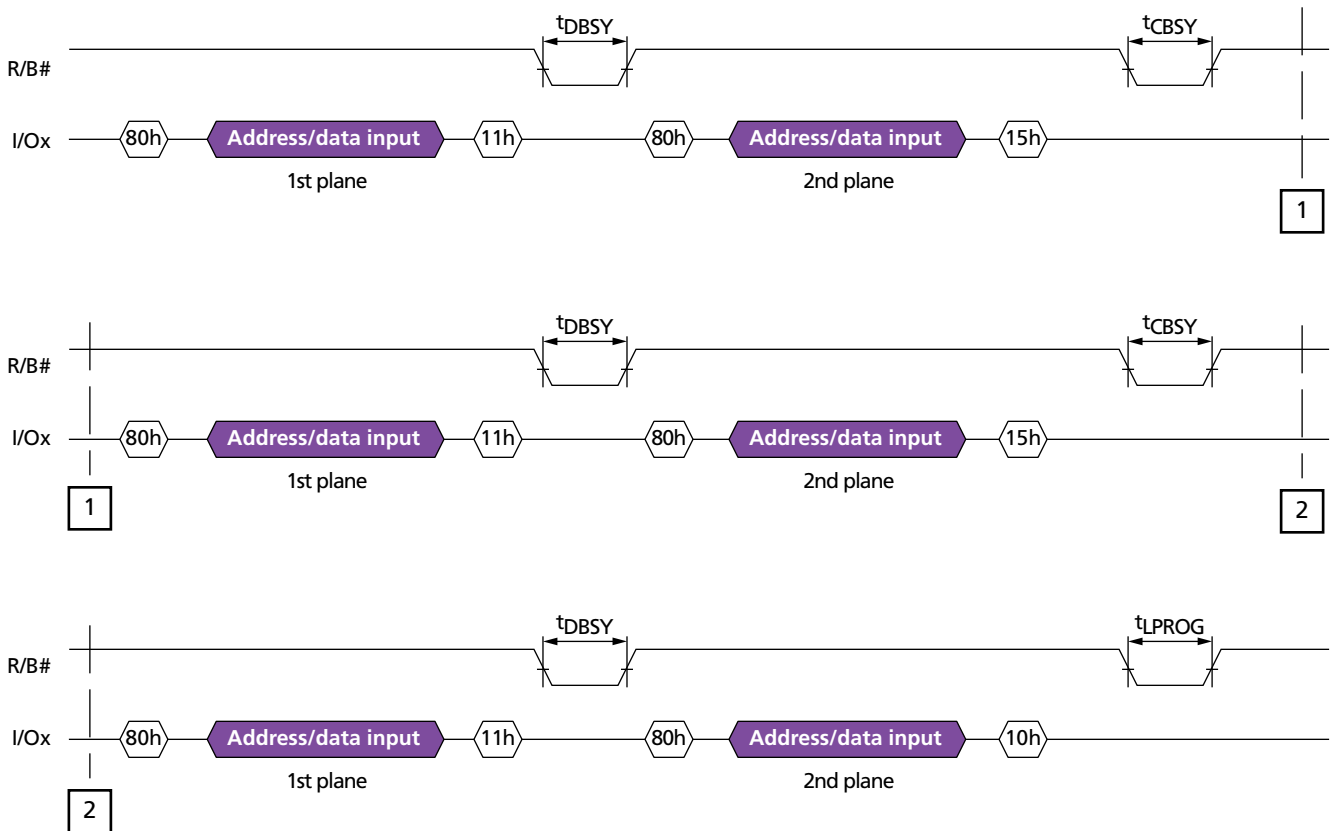 tDBSY tCBSY
R/B#
I/Ox 80h Address/data input 11h 80h Address/data input 15h
1st plane 2nd plane
1
tDBSY tCBSY
R/B#
I/Ox 80h Address/data input 11h 80h Address/data input 15h
1st plane 2nd plane
1 2
tDBSY tLPROG
R/B#
I/Ox 80h Address/data input 11h 80h Address/data input 10h
1st plane 2nd plane
2